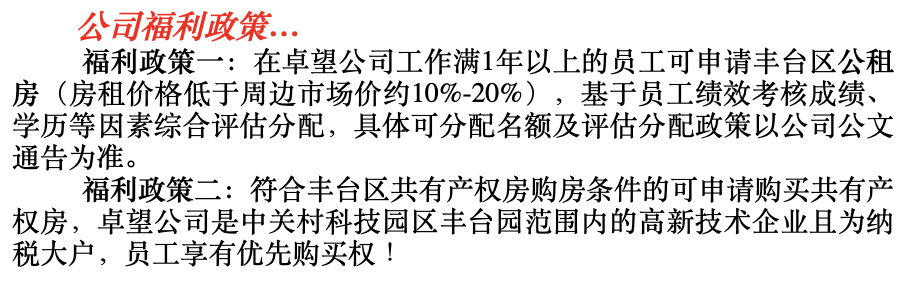 公司福利政策...
福利政策一：在卓望公司工作满1年以上的员工可申请丰台区公租
房（房租价格低于周边市场价约10%-20%），基于员工绩效考核成绩、
学历等因素综合评估分配，具体可分配名额及评估分配政策以公司公文
通告为准。
福利政策二：符合丰台区共有产权房购房条件的可申请购买共有产
权房，卓望公司是中关村科技园区丰台园范围内的高新技术企业且为纳
税大户，员工享有优先购买权！